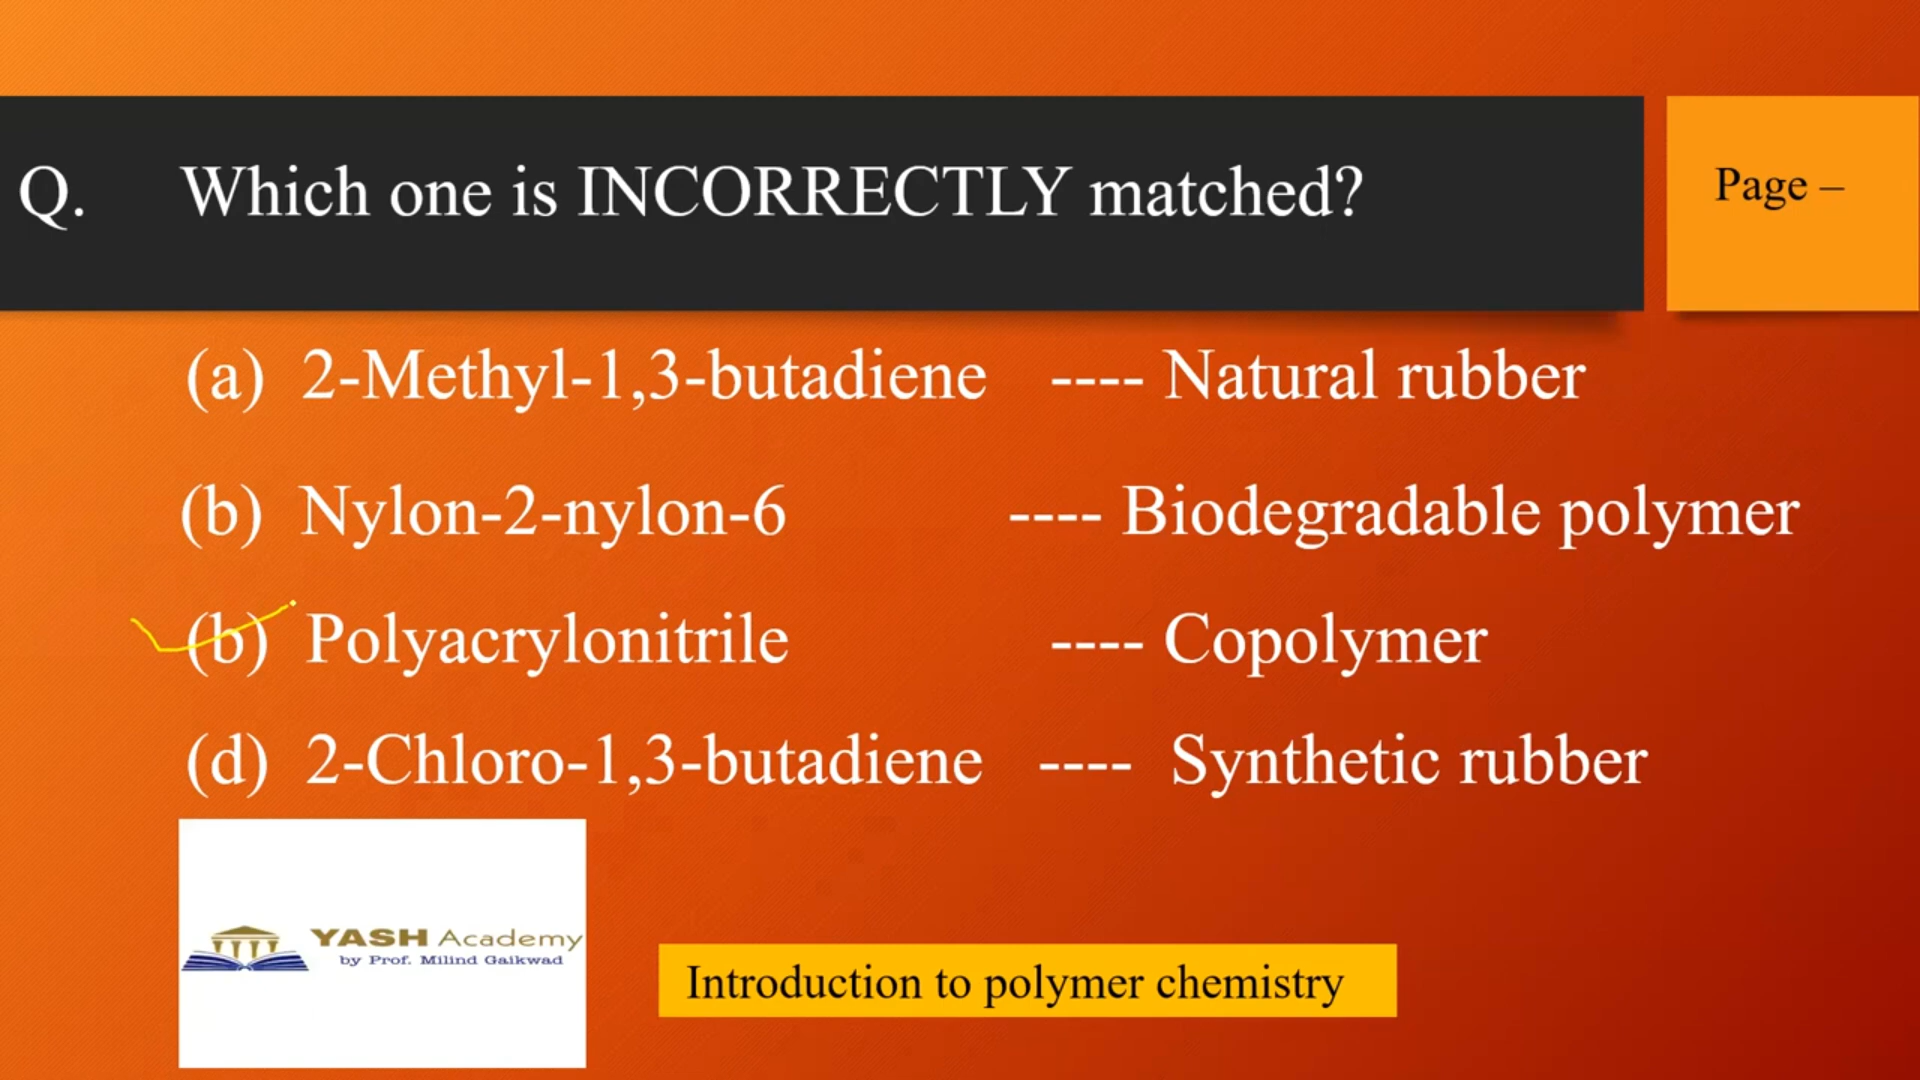 Q. Which one is INCORRECTLY matched?
Page –
(a) 2-Methyl-1,3-butadiene ---- Natural rubber
(b) Nylon-2-nylon-6 ---- Biodegradable polymer
(b) Polyacrylonitrile ---- Copolymer
(d) 2-Chloro-1,3-butadiene ---- Synthetic rubber
YASH Academy
by Prof. Milind Gaikwad
Introduction to polymer chemistry